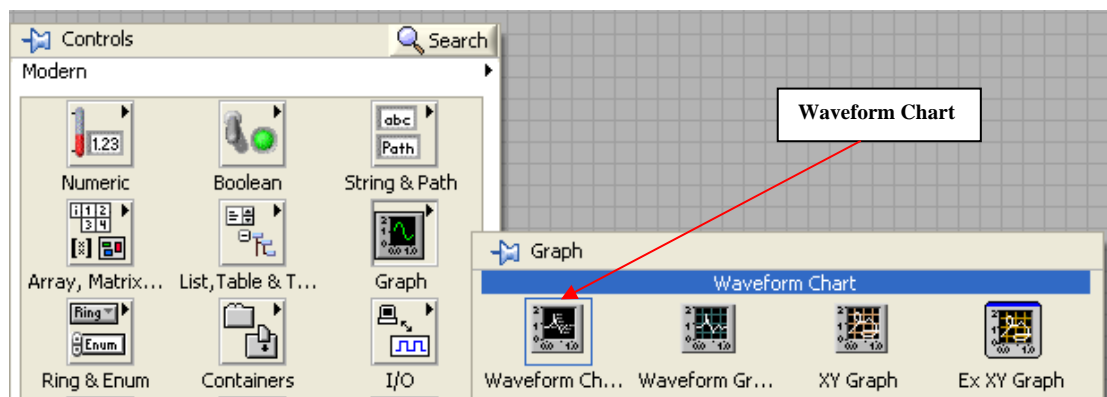 Controls
Search
Modern
Waveform Chart
1.23
abc
Path
Numeric
Boolean
String & Path
Graph
Waveform Chart
Array, Matrix...
List,Table & T...
Graph
Ring
Enum
Ring & Enum
Containers
I/O
Waveform Ch...
Waveform Gr...
XY Graph
Ex XY Graph